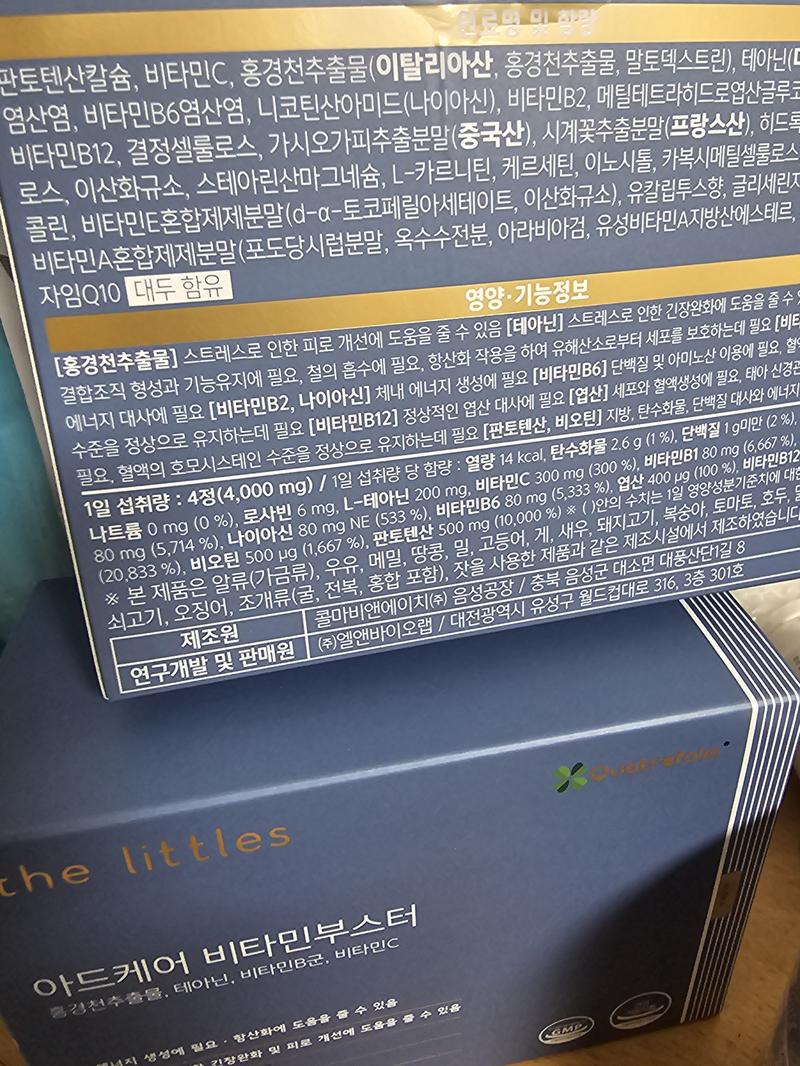 원료명 및 함량
판토텐산칼슘, 비타민C, 홍경천추출물(이탈리아산, 홍경천추출물, 말토덱스트린), 테아닌(
염산염, 비타민B6염산염, 니코틴산아미드(나이아신), 비타민B2, 메틸테트라히드로엽산글루코
비타민B12, 결정셀룰로스, 가시오가피추출분말(중국산), 시계꽃추출분말(프랑스산), 히드록
로스, 이산화규소, 스테아린산마그네슘, L-카르니틴, 케르세틴, 이노시톨, 카복시메틸셀룰로스
콜린, 비타민E혼합제제분말(d-α-토코페릴아세테이트, 이산화규소), 유칼립투스향, 글리세린지
비타민A혼합제제분말(포도당시럽분말, 옥수수전분, 아라비아검, 유성비타민A지방산에스테르,
자임Q10 대두 함유
영양·기능정보
[홍경천추출물] 스트레스로 인한 피로 개선에 도움을 줄 수 있음 [테아닌] 스트레스로 인한 긴장완화에 도움을 줄 수
결합조직 형성과 기능유지에 필요, 철의 흡수에 필요, 항산화 작용을 하여 유해산소로부터 세포를 보호하는데 필요 [비타
에너지 대사에 필요 [비타민B2, 나이아신] 체내 에너지 생성에 필요 [비타민B6] 단백질 및 아미노산 이용에 필요, 혈액
수준을 정상으로 유지하는데 필요 [비타민B12] 정상적인 엽산 대사에 필요 [엽산] 세포와 혈액생성에 필요, 태아 신경관
필요, 혈액의 호모시스테인 수준을 정상으로 유지하는데 필요 [판토텐산, 비오틴] 지방, 탄수화물, 단백질 대사와 에너지
1일 섭취량 : 4정(4,000 mg) / 1일 섭취량 당 함량 : 열량 14 kcal, 탄수화물 2.6 g (1 %), 단백질 1 g미만 (2 %),
나트륨 0 mg (0 %), 로사빈 6 mg, L-테아닌 200 mg, 비타민C 300 mg (300 %), 비타민B1 80 mg (6,667 %),
80 mg (5,714 %), 나이아신 80 mg NE (533 %), 비타민B6 80 mg (5,333 %), 엽산 400 μg (100 %), 비타민B12
(20,833 %), 비오틴 500 μg (1,667 %), 판토텐산 500 mg (10,000 %) ※ ( )안의 수치는 1일 영양성분기준치에 대한
※ 본 제품은 알류(가금류), 우유, 메밀, 땅콩, 밀, 고등어, 게, 새우, 돼지고기, 복숭아, 토마토, 호두, 닭
쇠고기, 오징어, 조개류(굴, 전복, 홍합 포함), 잣을 사용한 제품과 같은 제조시설에서 제조하였습니다
제조원 콜마비앤에이치(주) 음성공장 / 충북 음성군 대소면 대풍산단1길 8
연구개발 및 판매원 (주)엘앤바이오랩 / 대전광역시 유성구 월드컵대로 316, 3층 301호
Quatrefolic
the littles
아드케어 비타민부스터
홍경천추출물, 테아닌, 비타민B군, 비타민C
에너지 생성에 필요 · 항산화에 도움을 줄 수 있음
긴장완화 및 피로 개선에 도움을 줄 수 있음
GMP